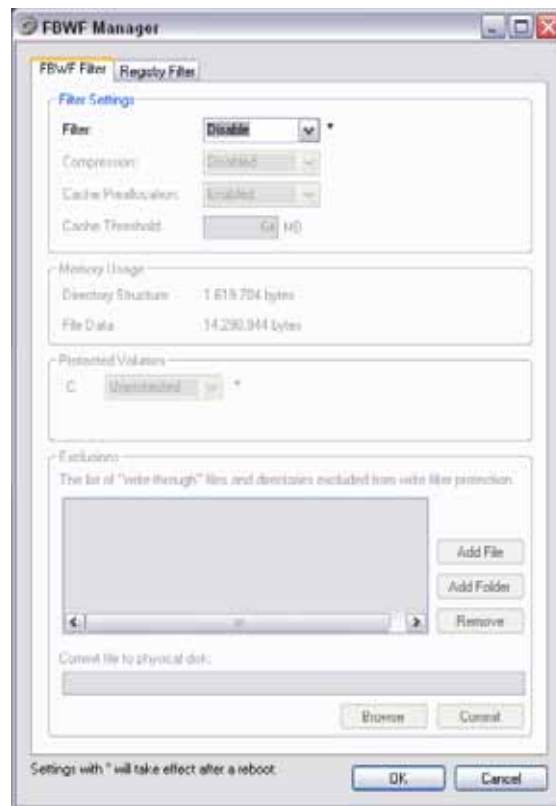 FBWF Manager
FBWF Filter Registry Filter
Filter Settings
Filter: Disable *
Compression: Disabled
Cache Preallocation: Enabled
Cache Threshold: 64 MB
Memory Usage
Directory Structure 1.619.704 bytes
File Data 14.290.944 bytes
Protected Volumes
C: Unprotected *
Exclusions
The list of "write through" files and directories excluded from write filter protection.
Add File
Add Folder
Remove
Commit file to physical disk:
Browse Commit
Settings with * will take effect after a reboot.
OK Cancel